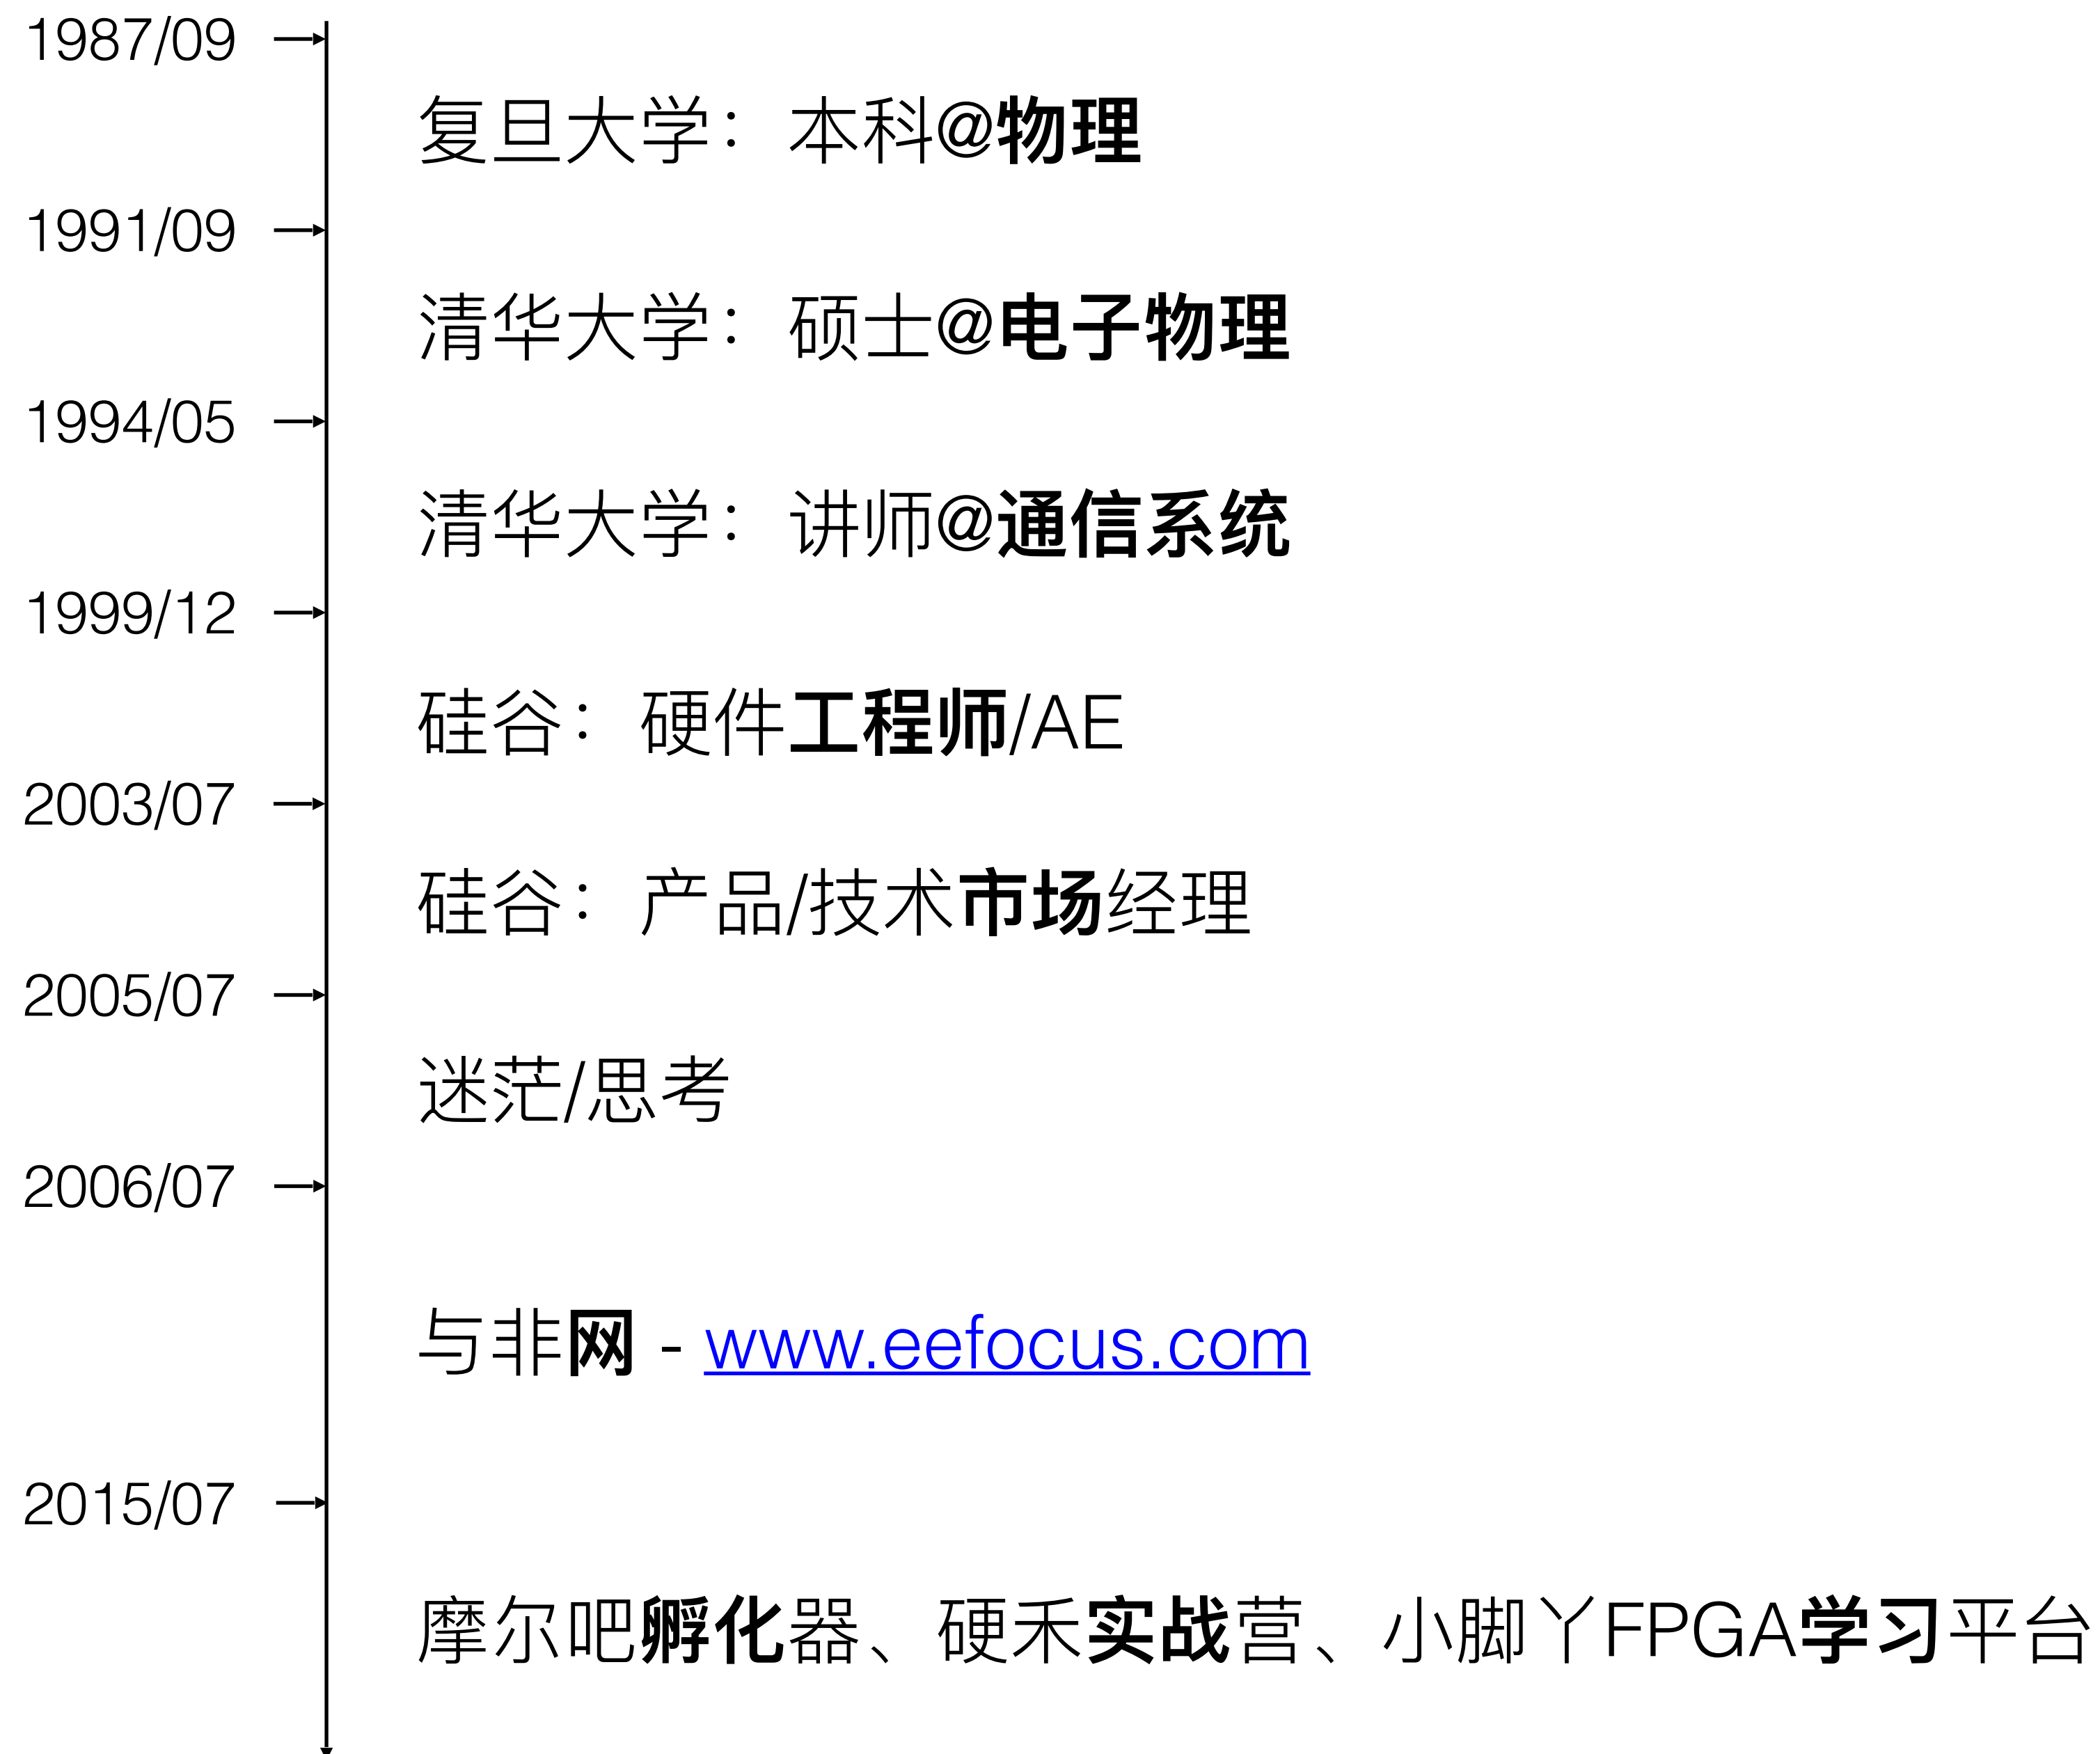 1987/09
复旦大学：本科@物理
1991/09
清华大学：硕士@电子物理
1994/05
清华大学：讲师@通信系统
1999/12
硅谷：硬件工程师/AE
2003/07
硅谷：产品/技术市场经理
2005/07
迷茫/思考
2006/07
与非网 - www.eefocus.com
2015/07
摩尔吧孵化器、硬禾实战营、小脚丫FPGA学习平台